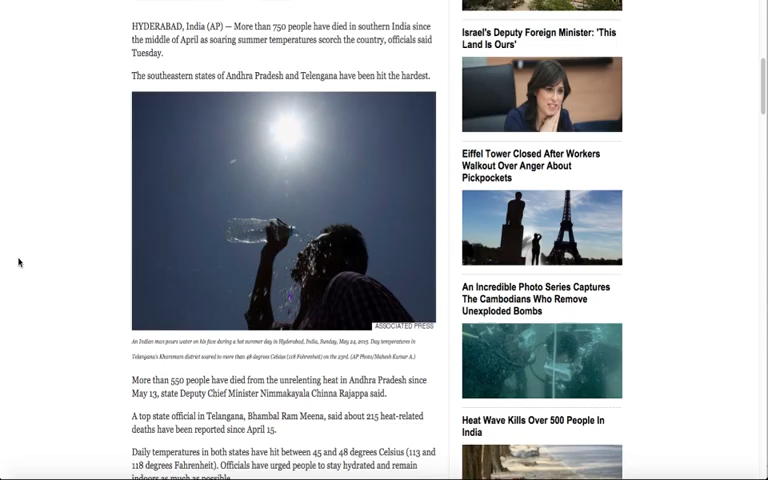 HYDERABAD, India (AP) — More than 750 people have died in southern India since
the middle of April as soaring summer temperatures scorch the country, officials said
Tuesday.
The southeastern states of Andhra Pradesh and Telengana have been hit the hardest.
ASSOCIATED PRESS
An Indian man pours water on his face during a hot summer day in Hyderabad, India, Sunday, May 24, 2015. Day temperatures in
Telangana's Khammam district soared to more than 48 degrees Celsius (118 Fahrenheit) on the 23rd. (AP Photo/Mahesh Kumar A.)
More than 550 people have died from the unrelenting heat in Andhra Pradesh since
May 13, state Deputy Chief Minister Nimmakayala Chinna Rajappa said.
A top state official in Telangana, Bhambal Ram Meena, said about 215 heat-related
deaths have been reported since April 15.
Daily temperatures in both states have hit between 45 and 48 degrees Celsius (113 and
118 degrees Fahrenheit). Officials have urged people to stay hydrated and remain
indoors as much as possible.
Israel's Deputy Foreign Minister: 'This
Land Is Ours'
Eiffel Tower Closed After Workers
Walkout Over Anger About
Pickpockets
An Incredible Photo Series Captures
The Cambodians Who Remove
Unexploded Bombs
Heat Wave Kills Over 500 People In
India